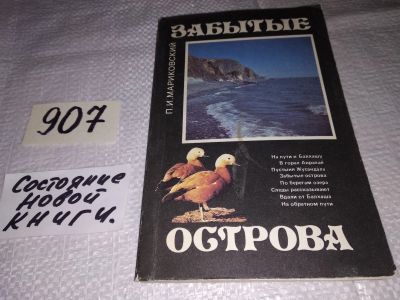 ЗАБЫТЫЕ
П.И.МАРИКОВСКИЙ
На пути к Балхашу
В горах Анрахай
Пустыня Жусандала
Забытые острова
По берегам озера
Следы рассказывают
Вдали от Балхаша
На обратном пути
ОСТРОВА
907
Состояние
новой
книги.